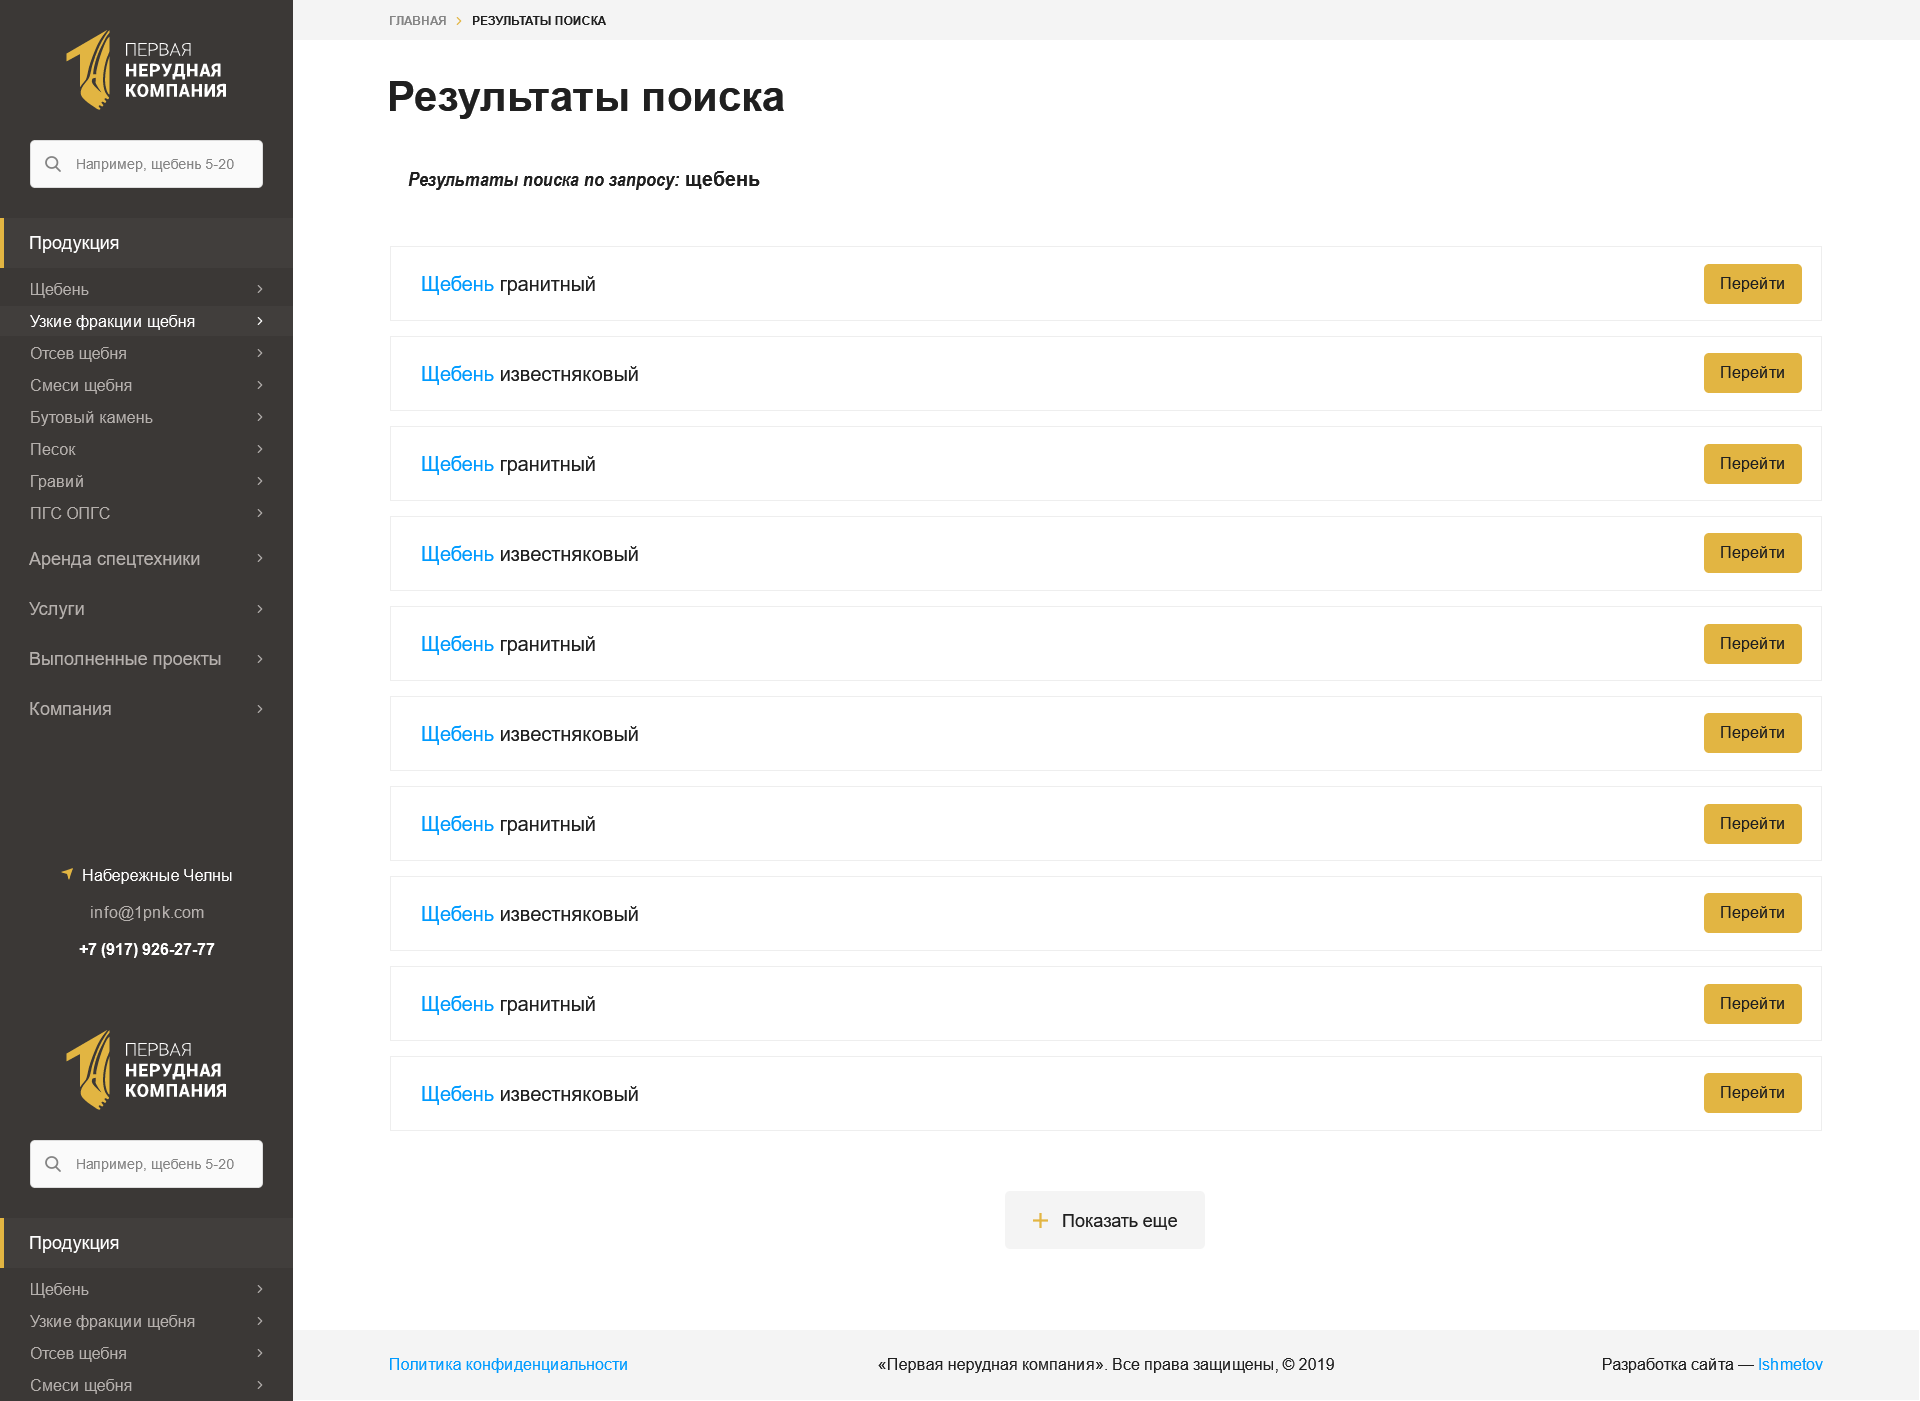 ПЕРВАЯ
НЕРУДНАЯ
КОМПАНИЯ
Например, щебень 5-20
Продукция
Щебень
Узкие фракции щебня
Отсев щебня
Смеси щебня
Бутовый камень
Песок
Гравий
ПГС ОПГС
Аренда спецтехники
Услуги
Выполненные проекты
Компания
Набережные Челны
info@1pnk.com
+7 (917) 926-27-77
ПЕРВАЯ
НЕРУДНАЯ
КОМПАНИЯ
Например, щебень 5-20
Продукция
Щебень
Узкие фракции щебня
Отсев щебня
Смеси щебня
ГЛАВНАЯ > РЕЗУЛЬТАТЫ ПОИСКА
Результаты поиска
Результаты поиска по запросу: щебень
Щебень гранитный Перейти
Щебень известняковый Перейти
Щебень гранитный Перейти
Щебень известняковый Перейти
Щебень гранитный Перейти
Щебень известняковый Перейти
Щебень гранитный Перейти
Щебень известняковый Перейти
Щебень гранитный Перейти
Щебень известняковый Перейти
+ Показать еще
Политика конфиденциальности «Первая нерудная компания». Все права защищены, © 2019 Разработка сайта — Ishmetov